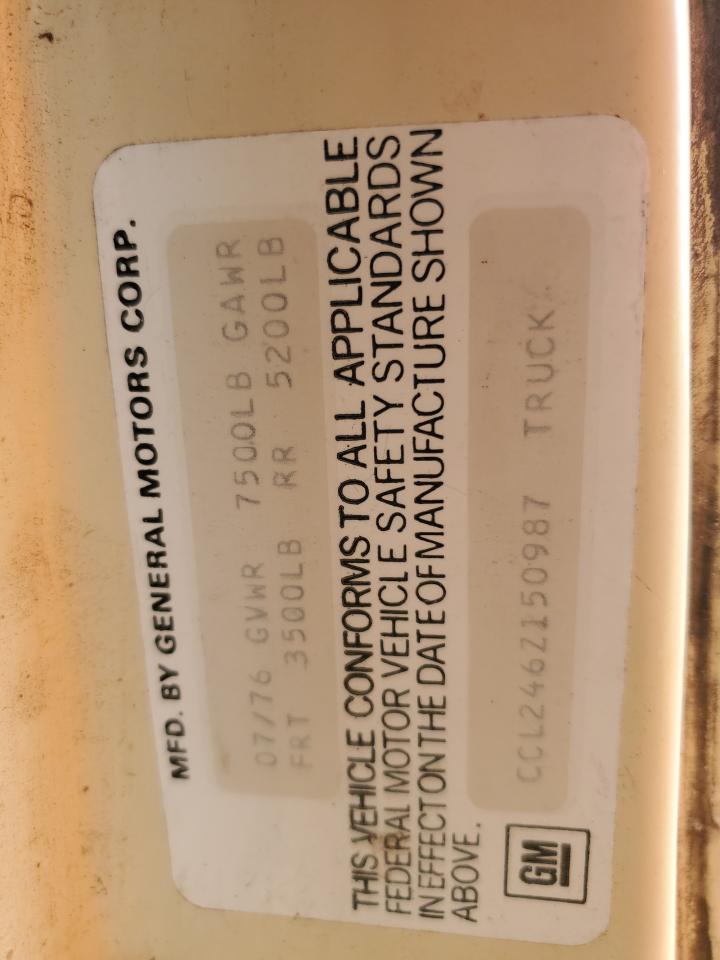 MFD. BY GENERAL MOTORS CORP.
07/76 GVWR 7500LB GAWR
FRT 3500LB RR 5200LB
THIS VEHICLE CONFORMS TO ALL APPLICABLE
FEDERAL MOTOR VEHICLE SAFETY STANDARDS
IN EFFECT ON THE DATE OF MANUFACTURE SHOWN
ABOVE.
CCL246Z150987 TRUCK
GM